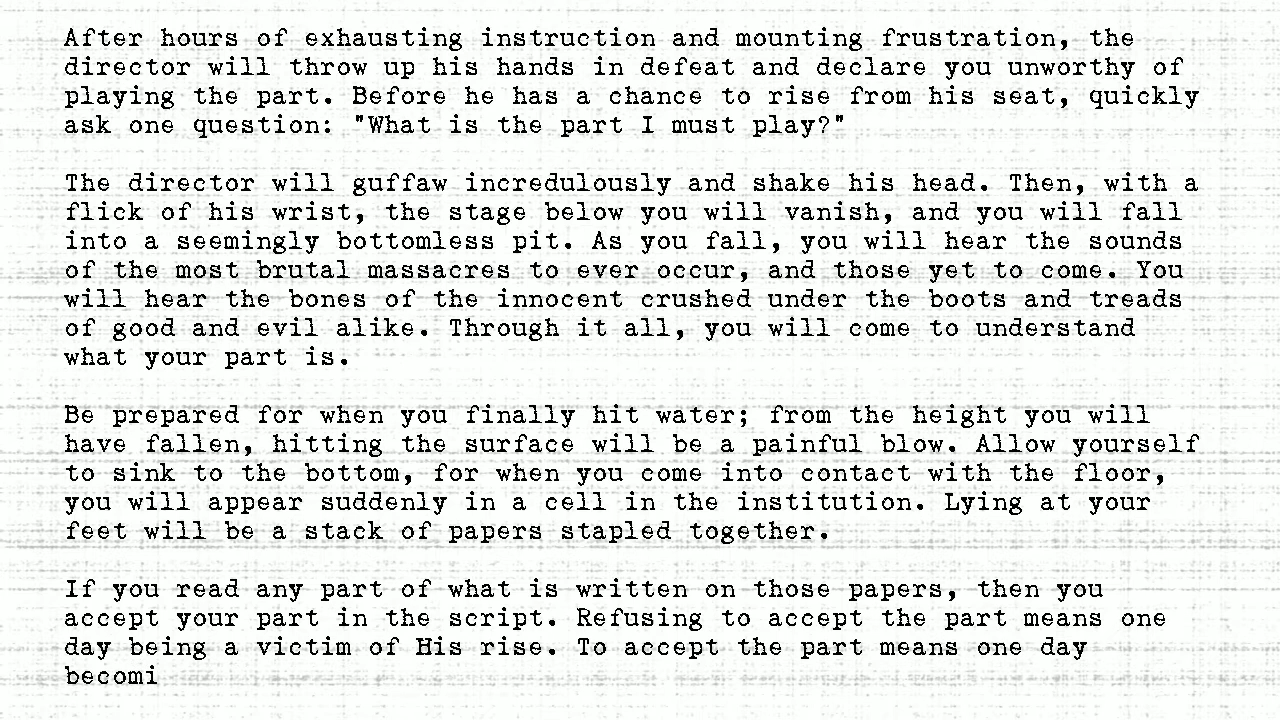 After hours of exhausting instruction and mounting frustration, the
director will throw up his hands in defeat and declare you unworthy of
playing the part. Before he has a chance to rise from his seat, quickly
ask one question: "What is the part I must play?"
The director will guffaw incredulously and shake his head. Then, with a
flick of his wrist, the stage below you will vanish, and you will fall
into a seemingly bottomless pit. As you fall, you will hear the sounds
of the most brutal massacres to ever occur, and those yet to come. You
will hear the bones of the innocent crushed under the boots and treads
of good and evil alike. Through it all, you will come to understand
what your part is.
Be prepared for when you finally hit water; from the height you will
have fallen, hitting the surface will be a painful blow. Allow yourself
to sink to the bottom, for when you come into contact with the floor,
you will appear suddenly in a cell in the institution. Lying at your
feet will be a stack of papers stapled together.
If you read any part of what is written on those papers, then you
accept your part in the script. Refusing to accept the part means one
day being a victim of His rise. To accept the part means one day
becomi